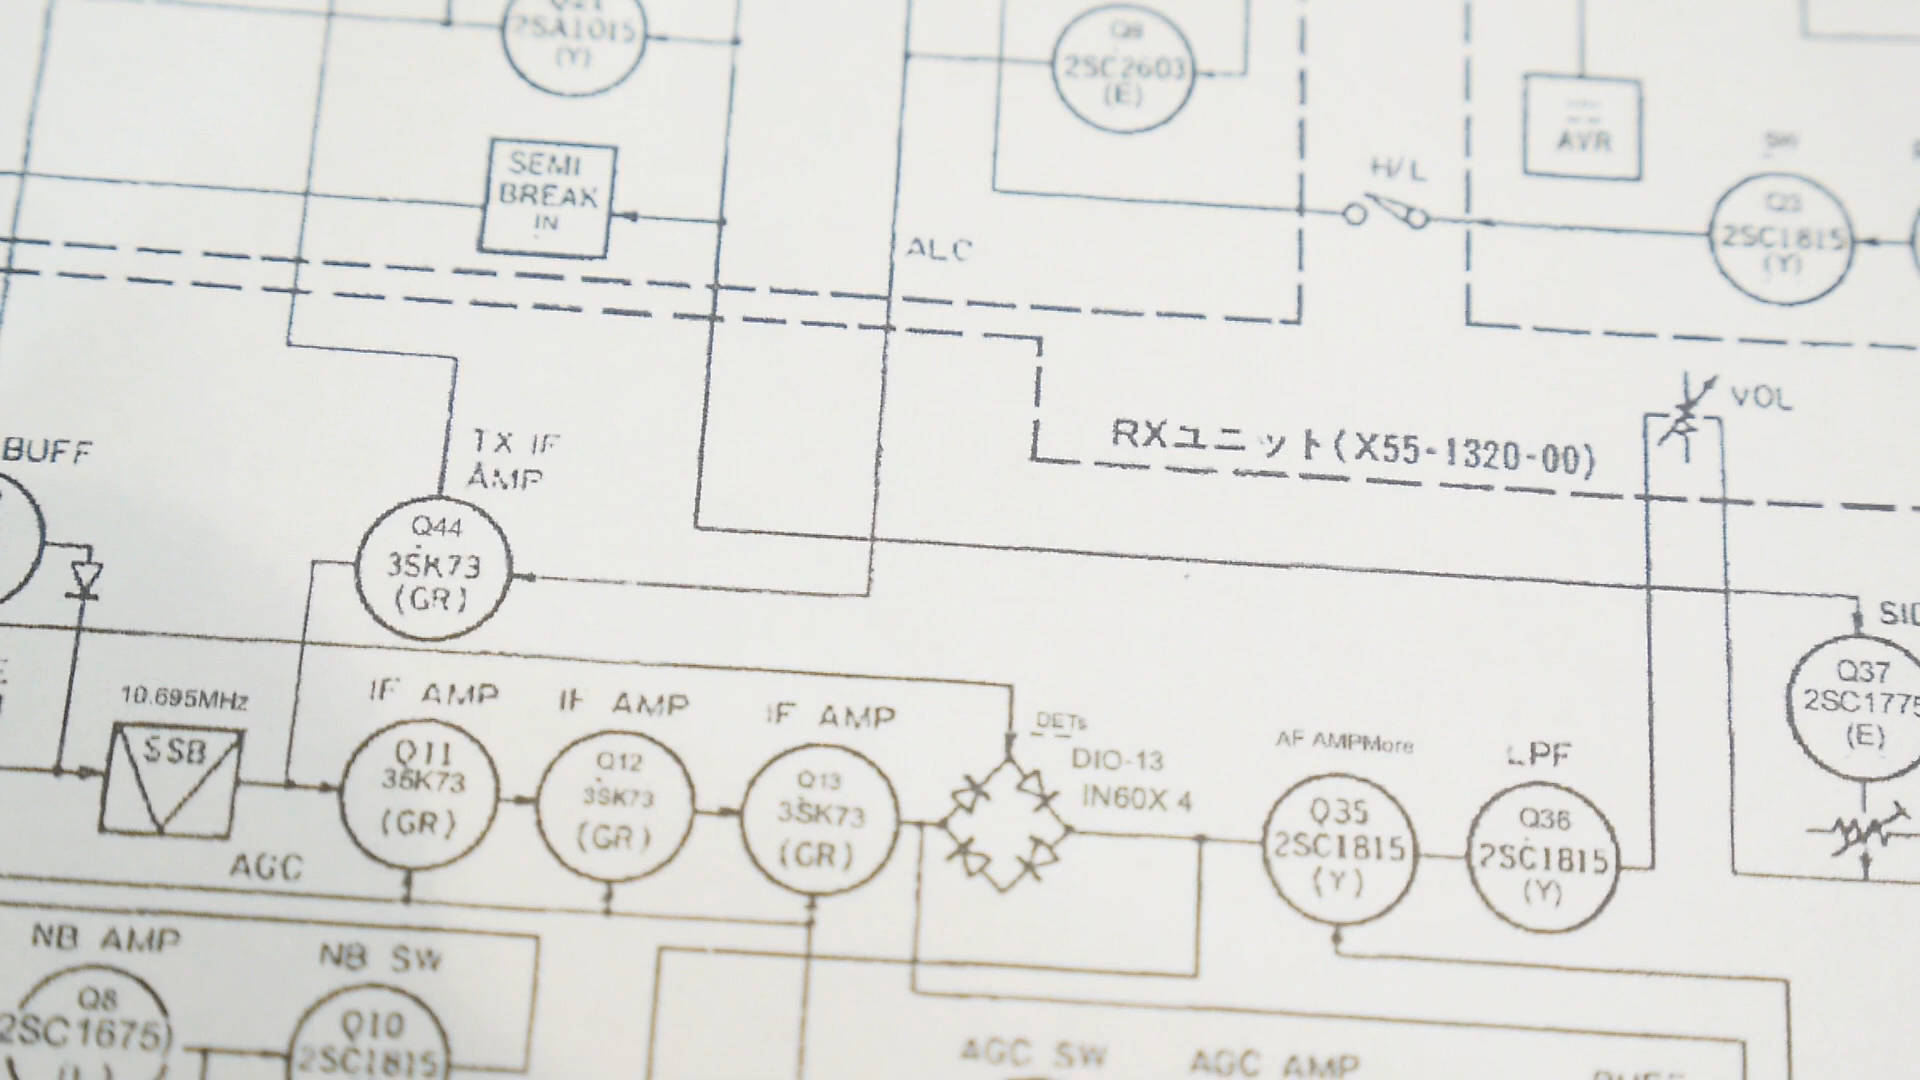 2SA1015
(Y)
Q8
2SC2603
(E)
AVR
SW
H/L
Q23
2SC1815
(Y)
SEMI
BREAK
IN
ALC
VOL
RXユニット(X55-1320-00)
BUFF
TX IF
AMP
Q44
3SK73
(GR)
Q37
2SC1775
(E)
10.695MHz
SSB
IF AMP
Q11
3SK73
(GR)
IF AMP
Q12
3SK73
(GR)
IF AMP
Q13
3SK73
(GR)
DETs
DIO-13
IN60X 4
AF AMPMore
Q35
2SC1815
(Y)
LPF
Q36
2SC1815
(Y)
AGC
NB AMP
Q8
2SC1675
NB SW
Q10
2SC1815
AGC SW
AGC AMP